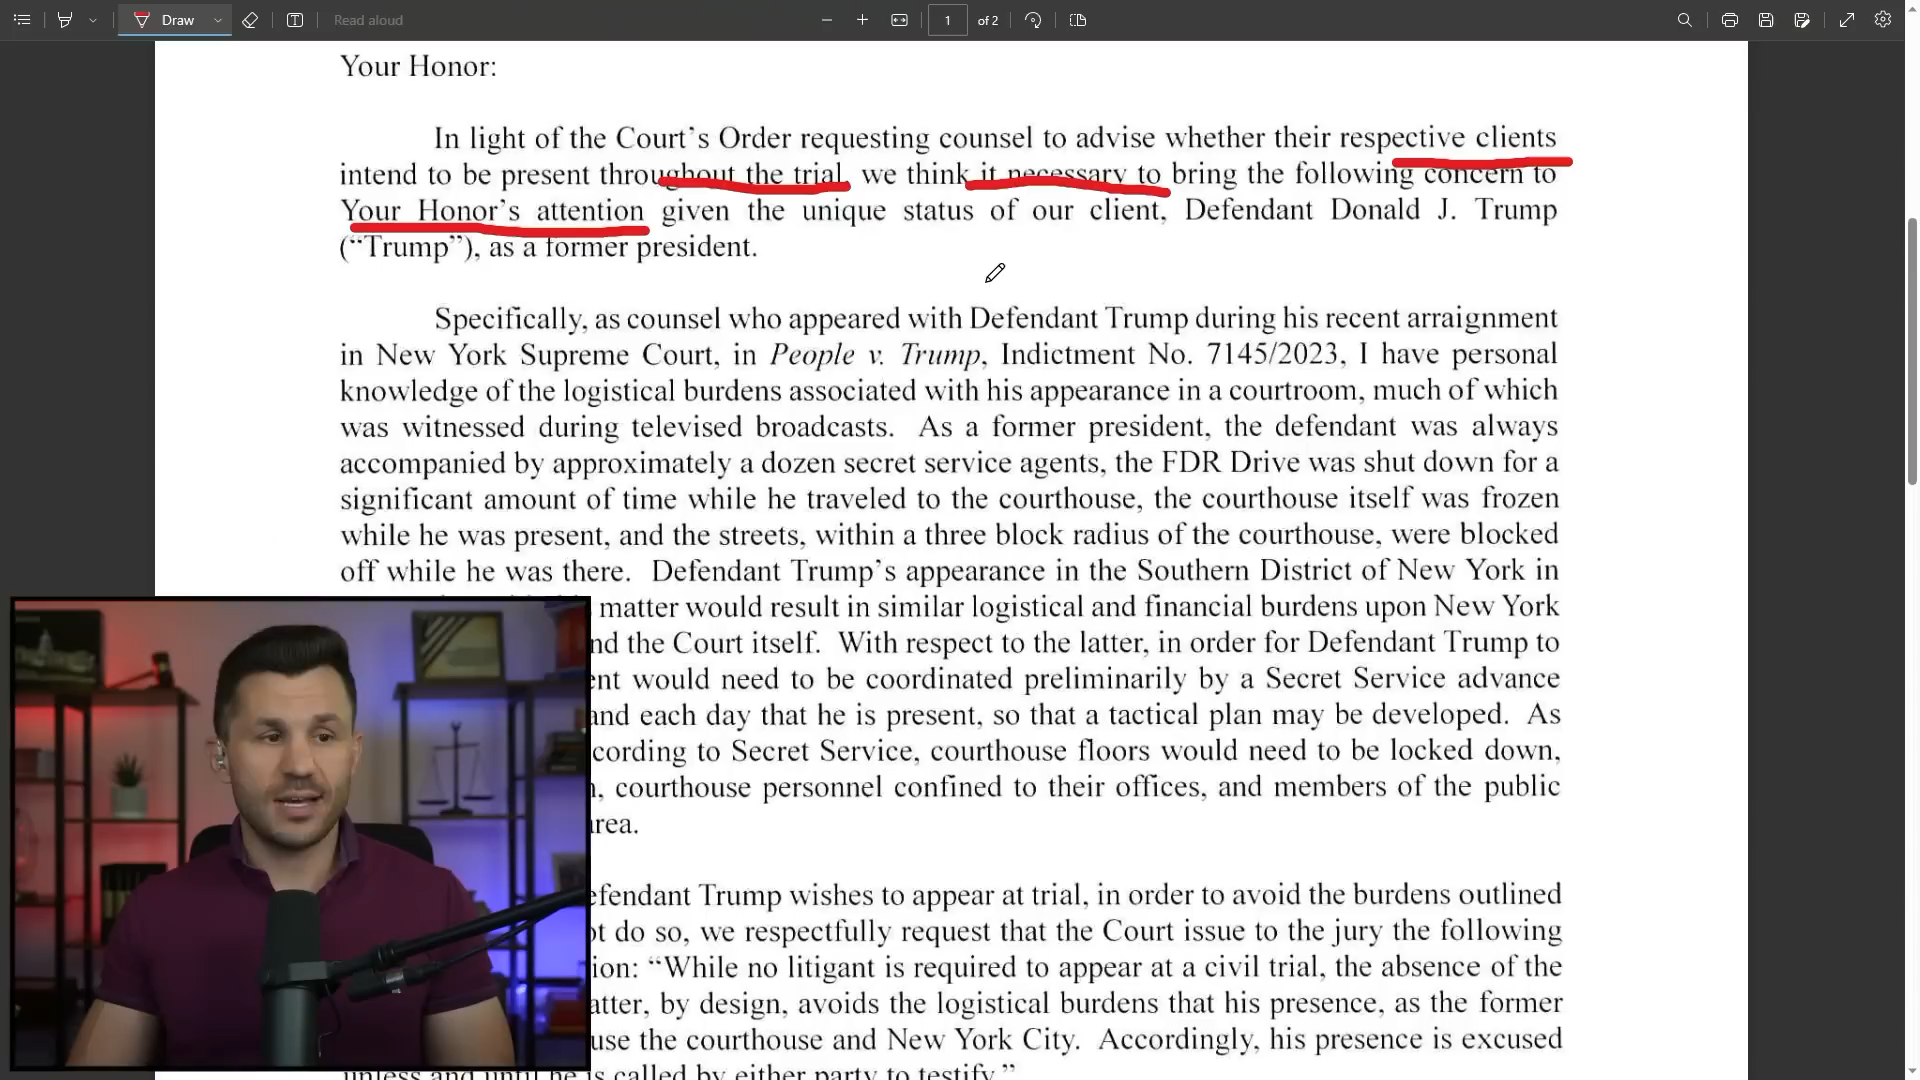 Draw
Read aloud
1
of 2
Your Honor:
In light of the Court's Order requesting counsel to advise whether their respective clients
intend to be present throughout the trial, we think it necessary to bring the following concern to
Your Honor's attention given the unique status of our client, Defendant Donald J. Trump
("Trump"), as a former president.
Specifically, as counsel who appeared with Defendant Trump during his recent arraignment
in New York Supreme Court, in People v. Trump, Indictment No. 7145/2023, I have personal
knowledge of the logistical burdens associated with his appearance in a courtroom, much of which
was witnessed during televised broadcasts. As a former president, the defendant was always
accompanied by approximately a dozen secret service agents, the FDR Drive was shut down for a
significant amount of time while he traveled to the courthouse, the courthouse itself was frozen
while he was present, and the streets, within a three block radius of the courthouse, were blocked
off while he was there. Defendant Trump's appearance in the Southern District of New York in
matter would result in similar logistical and financial burdens upon New York
nd the Court itself. With respect to the latter, in order for Defendant Trump to
ent would need to be coordinated preliminarily by a Secret Service advance
and each day that he is present, so that a tactical plan may be developed. As
cording to Secret Service, courthouse floors would need to be locked down,
, courthouse personnel confined to their offices, and members of the public
area.
efendant Trump wishes to appear at trial, in order to avoid the burdens outlined
ot do so, we respectfully request that the Court issue to the jury the following
ion: "While no litigant is required to appear at a civil trial, the absence of the
atter, by design, avoids the logistical burdens that his presence, as the former
use the courthouse and New York City. Accordingly, his presence is excused
unless and until he is called by either party to testify."